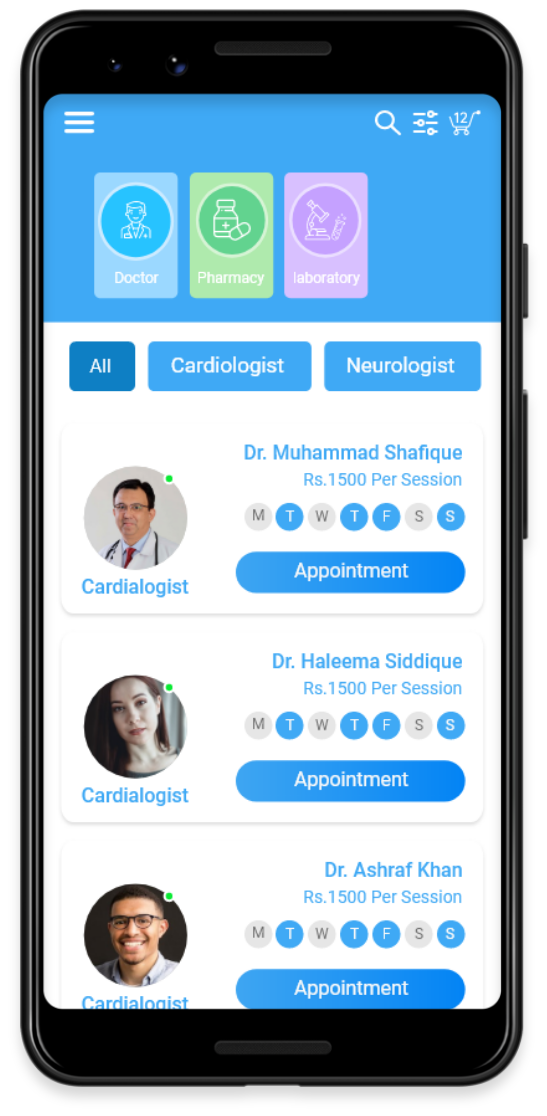 12
Doctor Pharmacy laboratory
All Cardiologist Neurologist
Dr. Muhammad Shafique
Rs.1500 Per Session
M T W T F S S
Appointment
Cardialogist
Dr. Haleema Siddique
Rs.1500 Per Session
M T W T F S S
Appointment
Cardialogist
Dr. Ashraf Khan
Rs.1500 Per Session
M T W T F S S
Appointment
Cardialogist